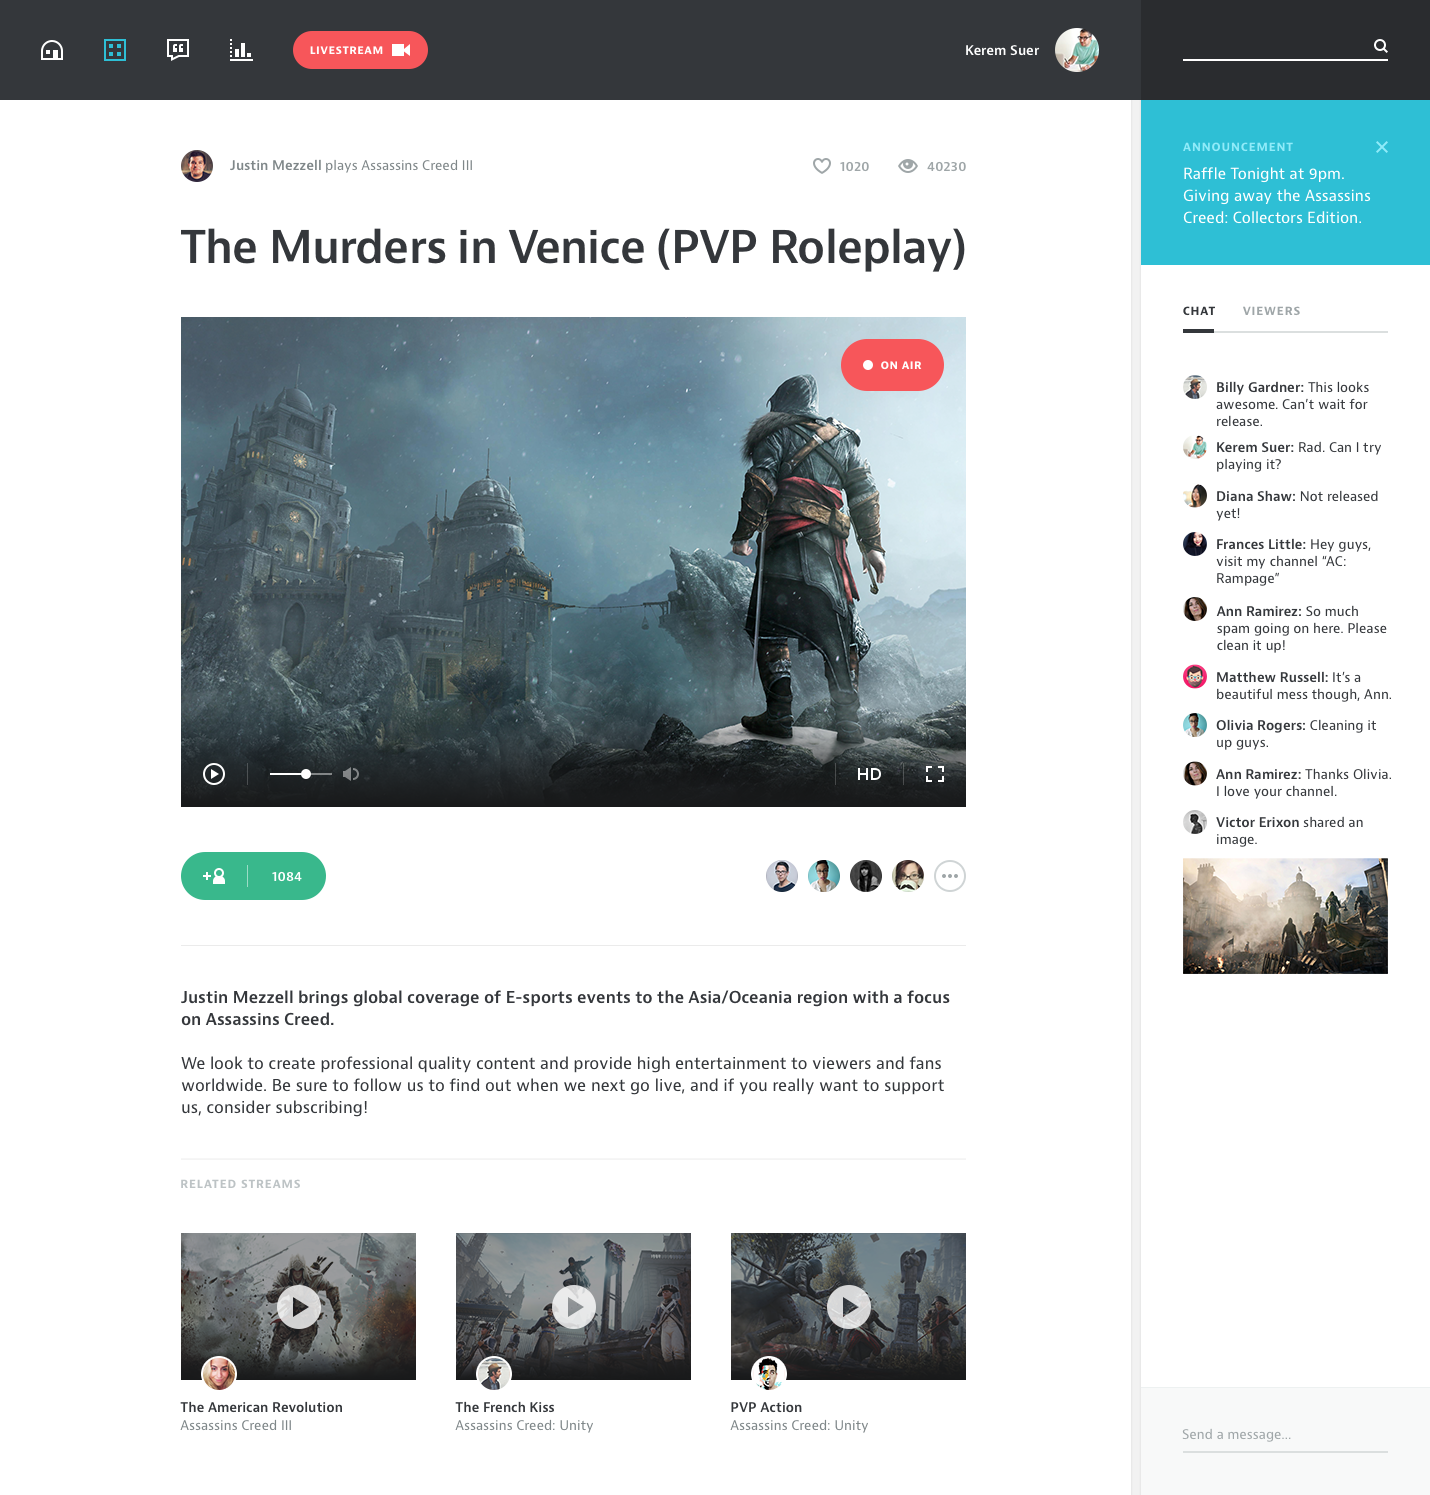 LIVESTREAM
Kerem Suer
Justin Mezzell plays Assassins Creed III
1020
40230
The Murders in Venice (PVP Roleplay)
ON AIR
HD
1084
Justin Mezzell brings global coverage of E-sports events to the Asia/Oceania region with a focus
on Assassins Creed.
We look to create professional quality content and provide high entertainment to viewers and fans
worldwide. Be sure to follow us to find out when we next go live, and if you really want to support
us, consider subscribing!
RELATED STREAMS
The American Revolution
Assassins Creed III
The French Kiss
Assassins Creed: Unity
PVP Action
Assassins Creed: Unity
ANNOUNCEMENT
Raffle Tonight at 9pm.
Giving away the Assassins
Creed: Collectors Edition.
CHAT
VIEWERS
Billy Gardner: This looks
awesome. Can't wait for
release.
Kerem Suer: Rad. Can I try
playing it?
Diana Shaw: Not released
yet!
Frances Little: Hey guys,
visit my channel "AC:
Rampage"
Ann Ramirez: So much
spam going on here. Please
clean it up!
Matthew Russell: It's a
beautiful mess though, Ann.
Olivia Rogers: Cleaning it
up guys.
Ann Ramirez: Thanks Olivia.
I love your channel.
Victor Erixon shared an
image.
Send a message...